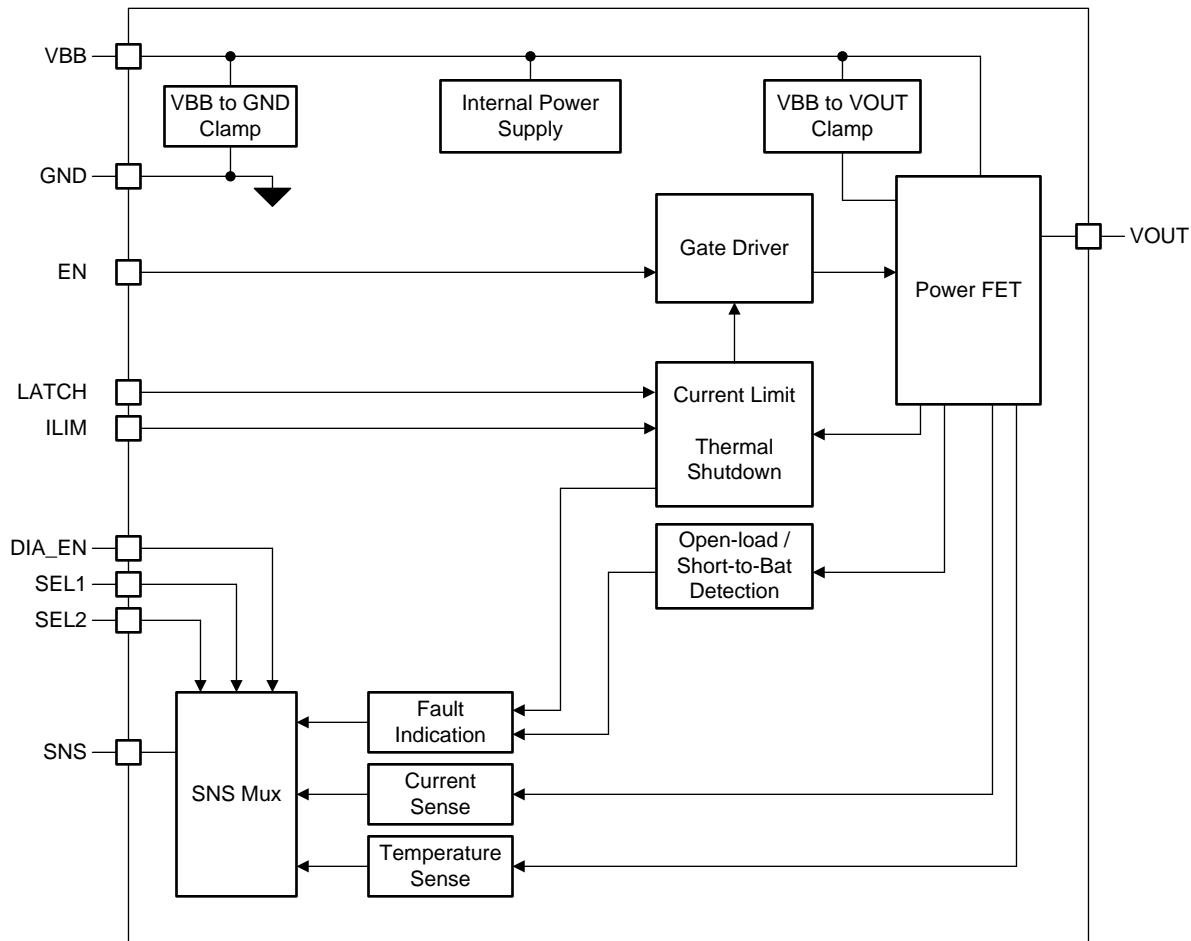 VBB
VBB to GND
Clamp
Internal Power
Supply
VBB to VOUT
Clamp
GND
Gate Driver
VOUT
EN
Power FET
LATCH
ILIM
Current Limit
Thermal
Shutdown
DIA_EN
SEL1
SEL2
Open-load /
Short-to-Bat
Detection
SNS
SNS Mux
Fault
Indication
Current
Sense
Temperature
Sense